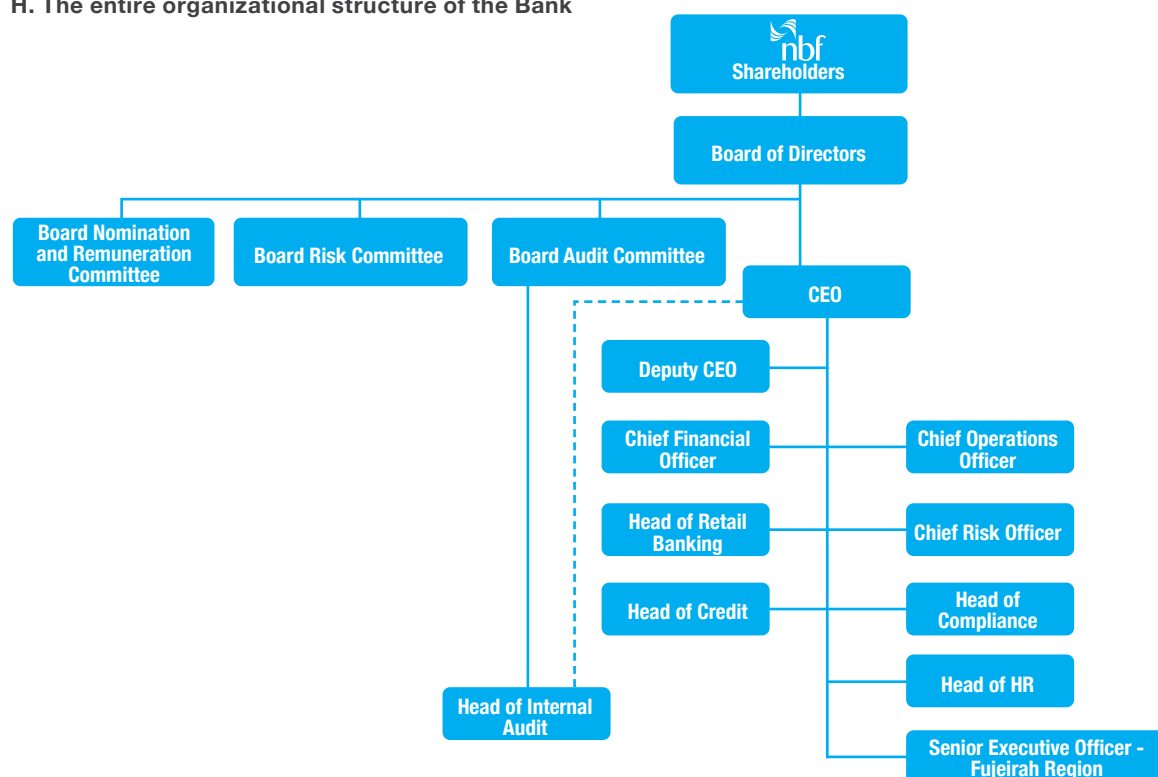 H. The entire organizational structure of the Bank
nbf
Shareholders
Board of Directors
Board Nomination
and Remuneration
Committee
Board Risk Committee
Board Audit Committee
CEO
Deputy CEO
Chief Financial
Officer
Chief Operations
Officer
Head of Retail
Banking
Chief Risk Officer
Head of Credit
Head of
Compliance
Head of HR
Head of Internal
Audit
Senior Executive Officer -
Fujeirah Region